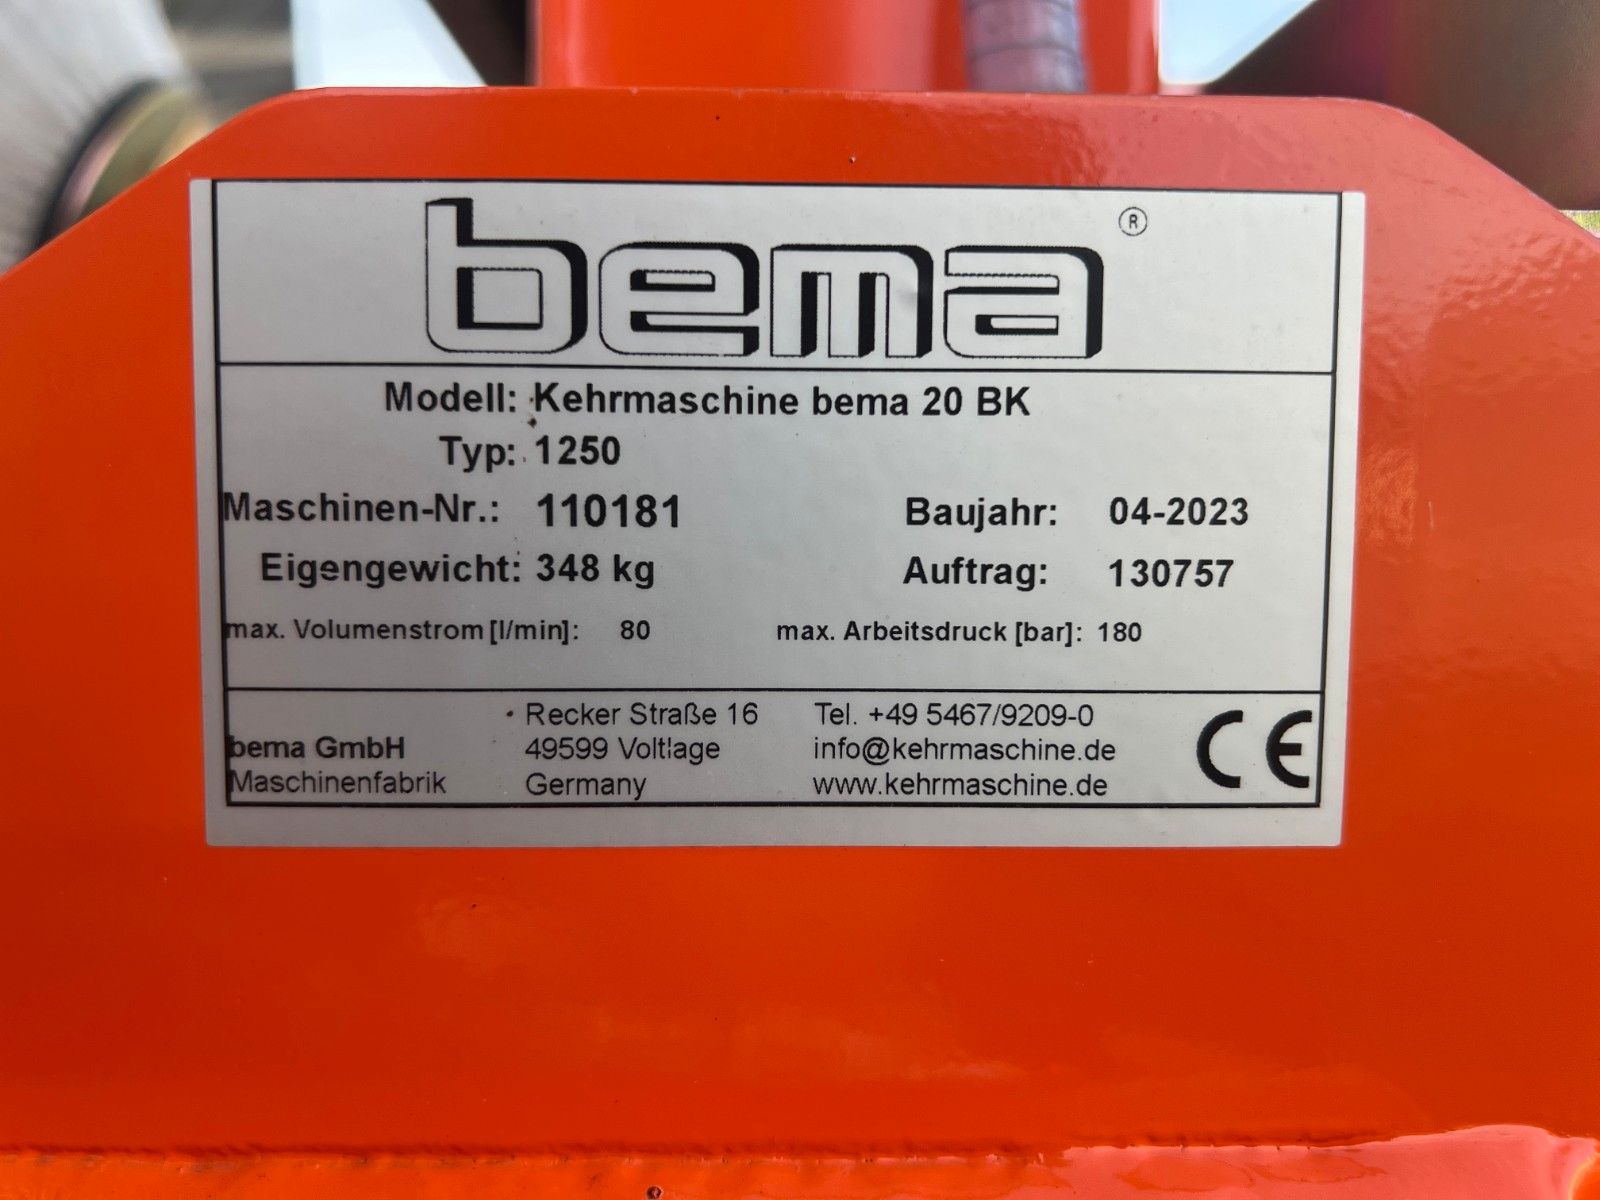 bema ®
Modell: Kehrmaschine bema 20 BK
Typ: 1250
Maschinen-Nr.: 110181 Baujahr: 04-2023
Eigengewicht: 348 kg Auftrag: 130757
max. Volumenstrom [l/min]: 80 max. Arbeitsdruck [bar]: 180
Recker Straße 16 Tel. +49 5467/9209-0
bema GmbH 49599 Voltlage info@kehrmaschine.de
Maschinenfabrik Germany www.kehrmaschine.de
CE